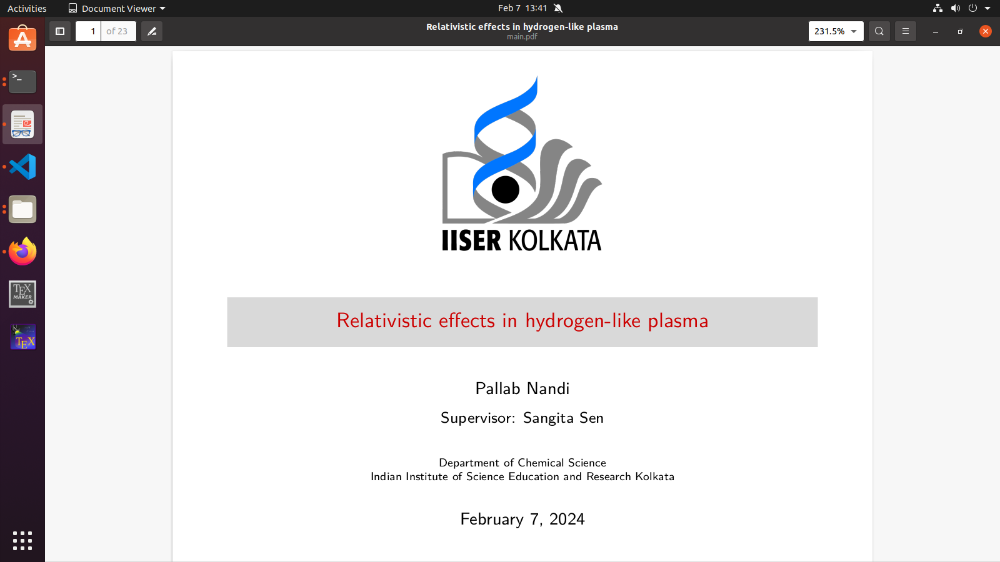 Activities
Document Viewer
Feb 7 13:41
1
of 23
Relativistic effects in hydrogen-like plasma
main.pdf
231.5%
>_
TEX
MAKER
TEX
IISER KOLKATA
Relativistic effects in hydrogen-like plasma
Pallab Nandi
Supervisor: Sangita Sen
Department of Chemical Science
Indian Institute of Science Education and Research Kolkata
February 7, 2024